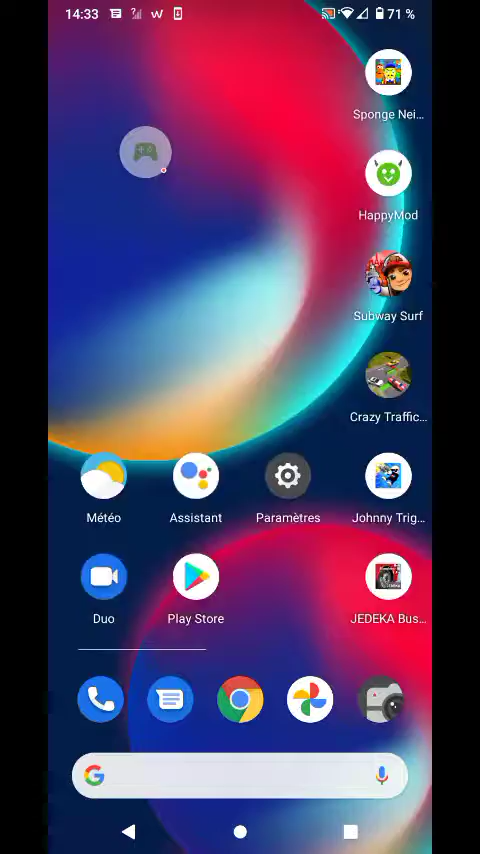 14:33
71 %
Sponge Nei...
HappyMod
Subway Surf
Crazy Traffic...
Météo
Assistant
Paramètres
Johnny Trig...
Duo
Play Store
JEDEKA Bus...